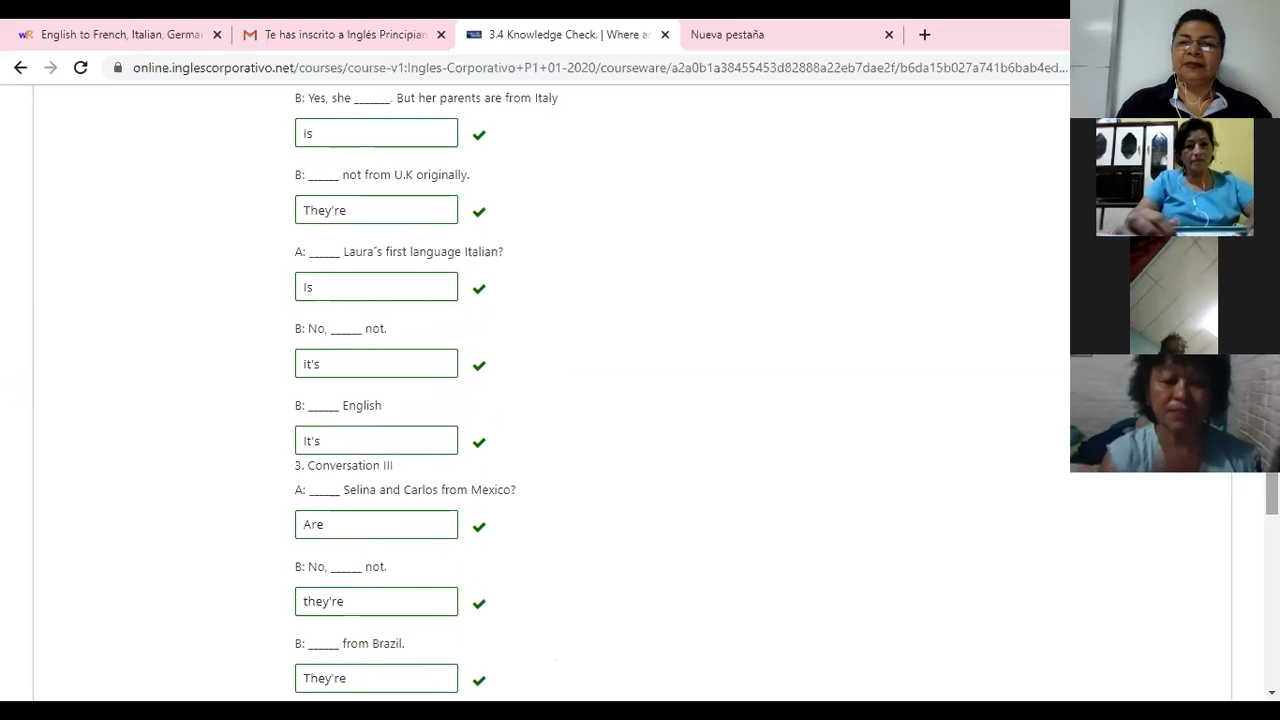 English to French, Italian, Germa
Te has inscrito a Inglés Principian
3.4 Knowledge Check. | Where a
Nueva pestaña
online.inglescorporativo.net/courses/course-v1:Ingles-Corporativo+P1+01-2020/courseware/a2a0b1a38455453d82888a22eb7dae2f/b6da15b027a741b6bab4ed...
B: Yes, she ______. But her parents are from Italy
is
B: _____ not from U.K originally.
They're
A: _____ Laura´s first language Italian?
Is
B: No, _____ not.
it's
B: _____ English
It's
3. Conversation III
A: _____ Selina and Carlos from Mexico?
Are
B: No, _____ not.
they're
B: _____ from Brazil.
They're